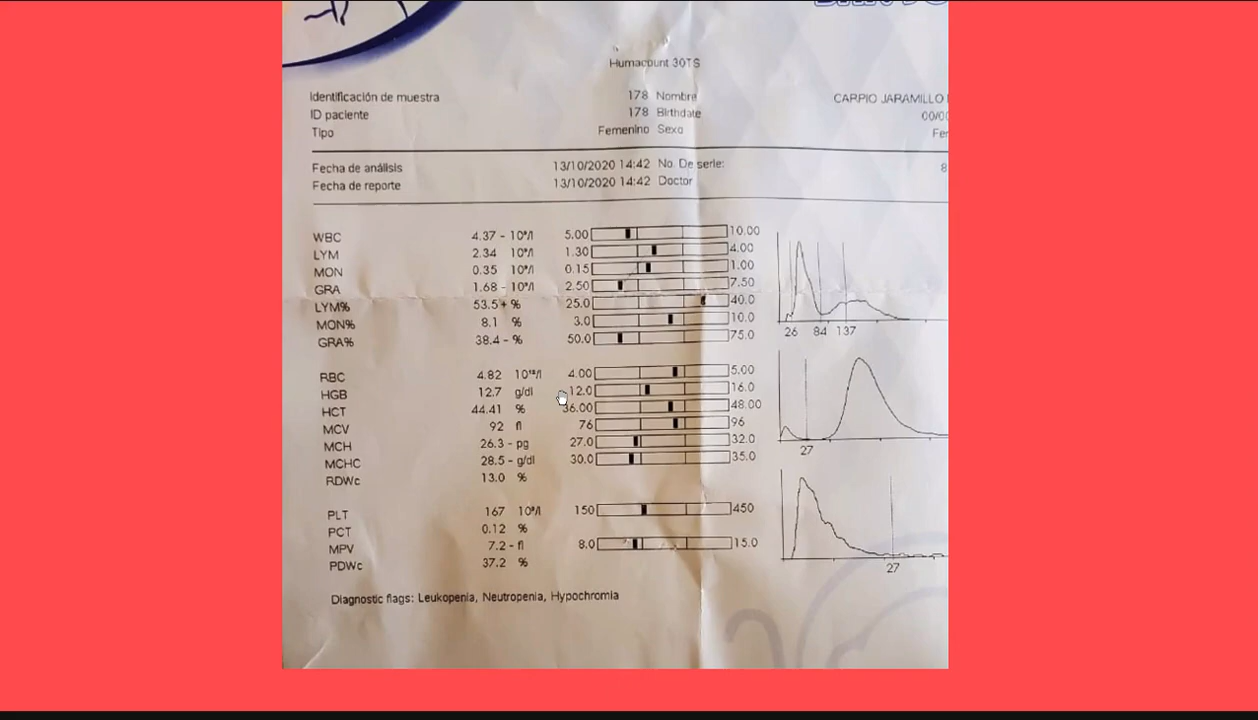 Humacount 30TS
Identificación de muestra 178 Nombre CARPIO JARAMILLO
ID paciente 178 Birthdate 00/00
Tipo Femenino Sexo Fer
Fecha de análisis 13/10/2020 14:42 No. De serie: 8
Fecha de reporte 13/10/2020 14:42 Doctor
WBC 4.37 - 10⁹/l 5.00 10.00
LYM 2.34 10⁹/l 1.30 4.00
MON 0.35 10⁹/l 0.15 1.00
GRA 1.68 - 10⁹/l 2.50 7.50
LYM% 53.5 + % 25.0 40.0
MON% 8.1 % 3.0 10.0
GRA% 38.4 - % 50.0 75.0
26 84 137
RBC 4.82 10¹²/l 4.00 5.00
HGB 12.7 g/dl 12.0 16.0
HCT 44.41 % 36.00 48.00
MCV 92 fl 76 96
MCH 26.3 - pg 27.0 32.0
MCHC 28.5 - g/dl 30.0 35.0
RDWc 13.0 %
27
PLT 167 10⁹/l 150 450
PCT 0.12 %
MPV 7.2 - fl 8.0 15.0
PDWc 37.2 %
27
Diagnostic flags: Leukopenia, Neutropenia, Hypochromia